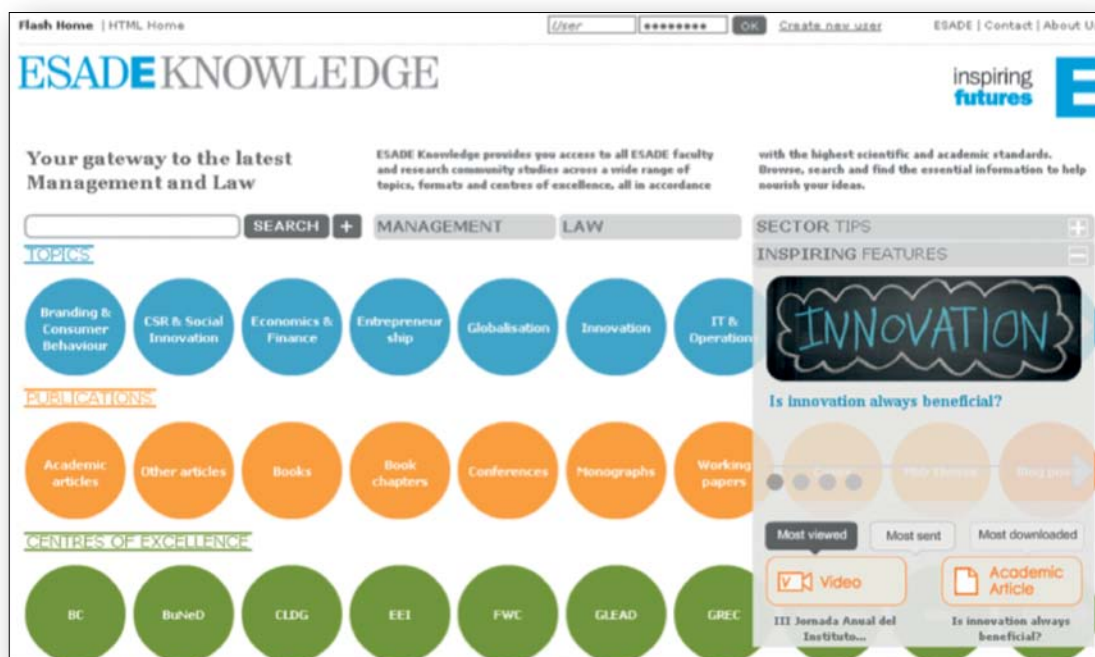 Flash Home | HTML Home
User
OK
Create new user
ESADE | Contact | About U
ESADE KNOWLEDGE
inspiring
futures
E
Your gateway to the latest
Management and Law
ESADE Knowledge provides you access to all ESADE faculty
and research community studies across a wide range of
topics, formats and centres of excellence, all in accordance
with the highest scientific and academic standards.
Browse, search and find the essential information to help
nourish your ideas.
SEARCH +
MANAGEMENT
LAW
SECTOR TIPS
INSPIRING FEATURES
TOPICS
Branding &
Consumer
Behaviour
CSR & Social
Innovation
Economics &
Finance
Entrepreneur
ship
Globalisation
Innovation
IT &
Operation
INNOVATION
Is innovation always beneficial?
PUBLICATIONS
Academic
articles
Other articles
Books
Book
chapters
Conferences
Monographs
Working
papers
Blog pos
Most viewed
Most sent
Most downloaded
V Video
Academic
Article
III Jornada Anual del
Instituto...
Is innovation always
beneficial?
CENTRES OF EXCELLENCE
BC
BuNeD
CLDG
EEI
FWC
GLEAD
GREC